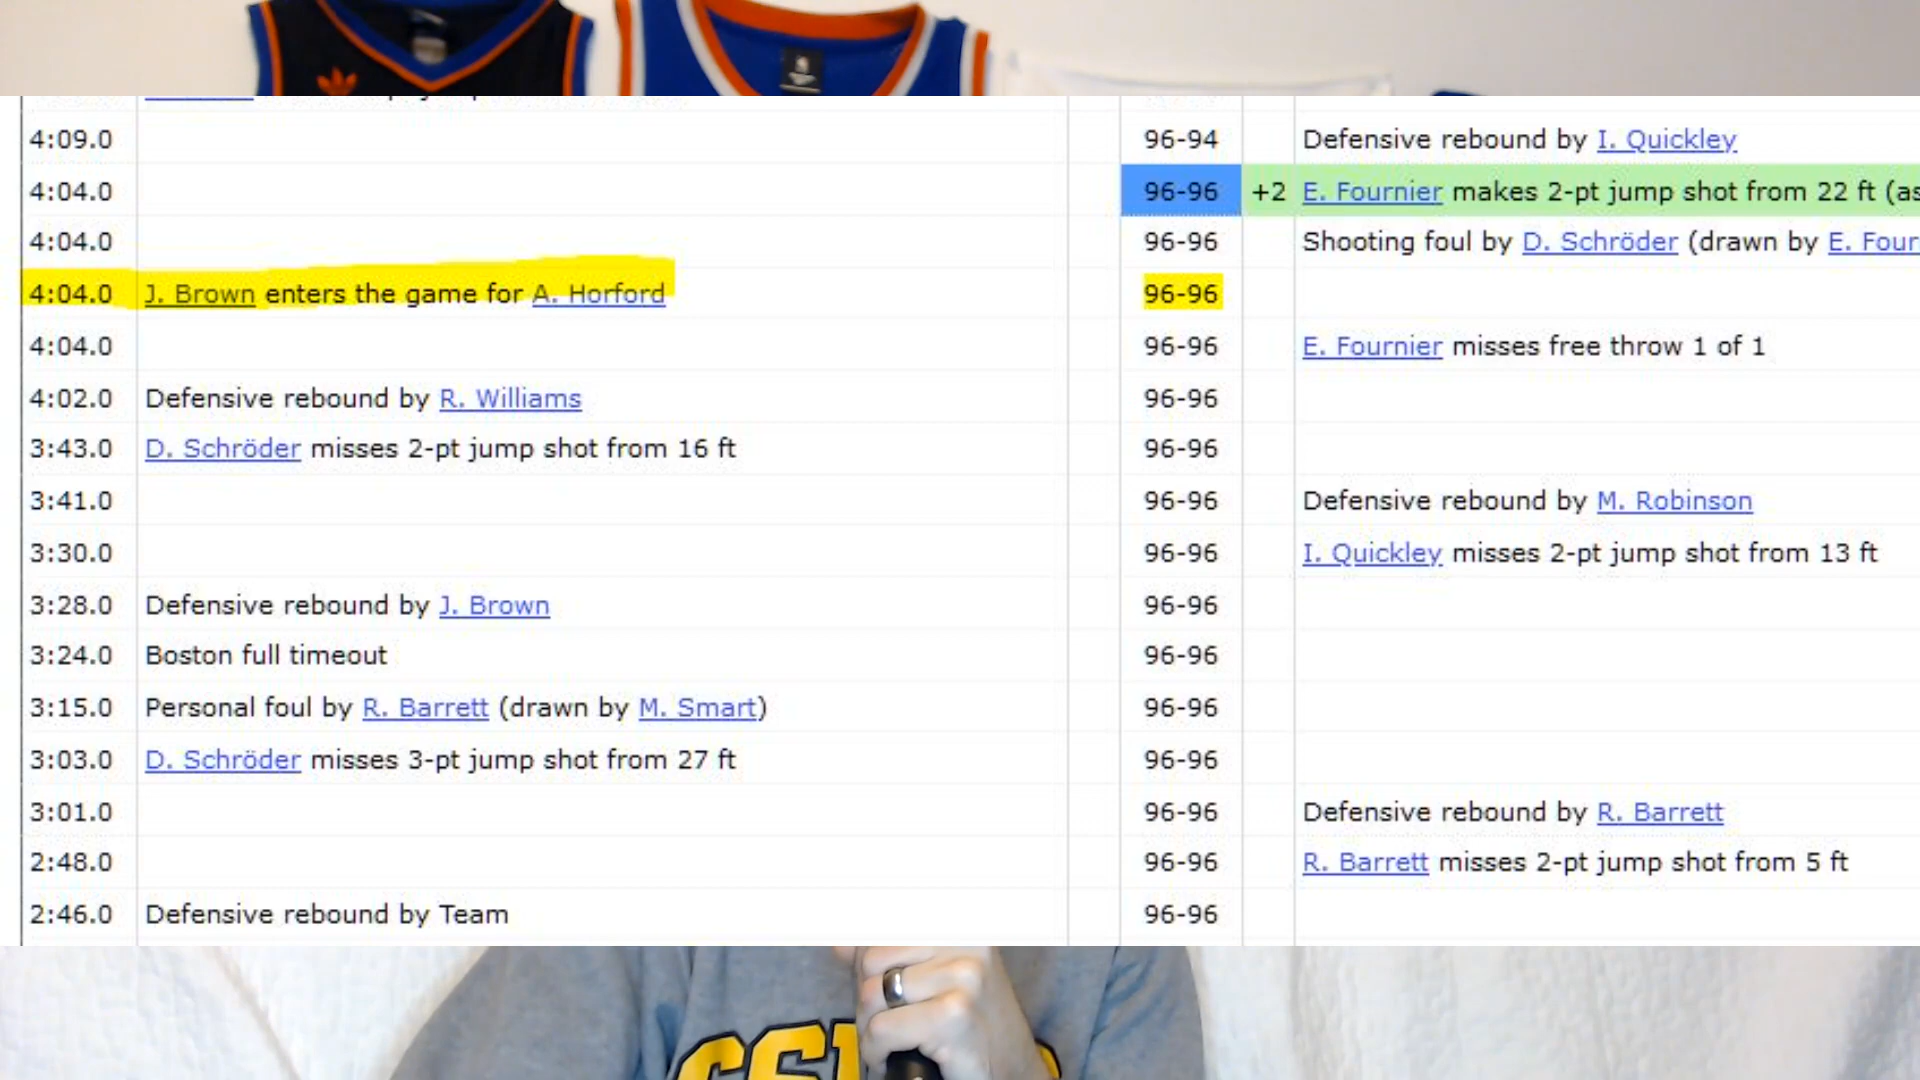 4:09.0 96-94 Defensive rebound by I. Quickley
4:04.0 96-96 +2 E. Fournier makes 2-pt jump shot from 22 ft (as
4:04.0 96-96 Shooting foul by D. Schröder (drawn by E. Four
4:04.0 J. Brown enters the game for A. Horford 96-96
4:04.0 96-96 E. Fournier misses free throw 1 of 1
4:02.0 Defensive rebound by R. Williams 96-96
3:43.0 D. Schröder misses 2-pt jump shot from 16 ft 96-96
3:41.0 96-96 Defensive rebound by M. Robinson
3:30.0 96-96 I. Quickley misses 2-pt jump shot from 13 ft
3:28.0 Defensive rebound by J. Brown 96-96
3:24.0 Boston full timeout 96-96
3:15.0 Personal foul by R. Barrett (drawn by M. Smart) 96-96
3:03.0 D. Schröder misses 3-pt jump shot from 27 ft 96-96
3:01.0 96-96 Defensive rebound by R. Barrett
2:48.0 96-96 R. Barrett misses 2-pt jump shot from 5 ft
2:46.0 Defensive rebound by Team 96-96